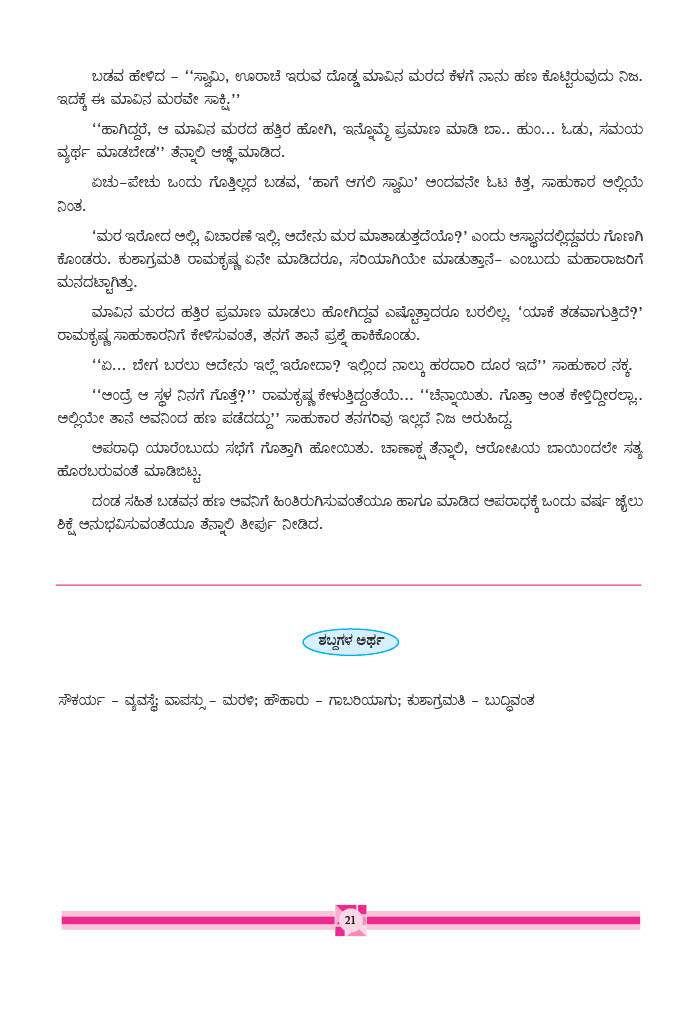 ಬಡವ ಹೇಳಿದ – ‘‘ಸ್ವಾಮಿ, ಊರಾಚೆ ಇರುವ ದೊಡ್ಡ ಮಾವಿನ ಮರದ ಕೆಳಗೆ ನಾನು ಹಣ ಕೊಟ್ಟಿರುವುದು ನಿಜ.
ಇದಕ್ಕೆ ಈ ಮಾವಿನ ಮರವೇ ಸಾಕ್ಷಿ.’’
‘‘ಹಾಗಿದ್ದರೆ, ಆ ಮಾವಿನ ಮರದ ಹತ್ತಿರ ಹೋಗಿ, ಇನ್ನೊಮ್ಮೆ ಪ್ರಮಾಣ ಮಾಡಿ ಬಾ.. ಹುಂ... ಓಡು, ಸಮಯ
ವ್ಯರ್ಥ ಮಾಡಬೇಡ’’ ತೆನ್ನಾಲಿ ಆಜ್ಞೆ ಮಾಡಿದ.
ಏಚು–ಪೇಚು ಒಂದು ಗೊತ್ತಿಲ್ಲದ ಬಡವ, ‘ಹಾಗೆ ಆಗಲಿ ಸ್ವಾಮಿ’ ಅಂದವನೇ ಓಟ ಕಿತ್ತ, ಸಾಹುಕಾರ ಅಲ್ಲಿಯೆ
ನಿಂತ.
‘ಮರ ಇರೋದ ಅಲ್ಲಿ, ವಿಚಾರಣೆ ಇಲ್ಲಿ. ಅದೇನು ಮರ ಮಾತಾಡುತ್ತದೆಯೊ?’ ಎಂದು ಆಸ್ಥಾನದಲ್ಲಿದ್ದವರು ಗೊಣಗಿ
ಕೊಂಡರು. ಕುಶಾಗ್ರಮತಿ ರಾಮಕೃಷ್ಣ ಏನೇ ಮಾಡಿದರೂ, ಸರಿಯಾಗಿಯೇ ಮಾಡುತ್ತಾನೆ– ಎಂಬುದು ಮಹಾರಾಜರಿಗೆ
ಮನದಟ್ಟಾಗಿತ್ತು.
ಮಾವಿನ ಮರದ ಹತ್ತಿರ ಪ್ರಮಾಣ ಮಾಡಲು ಹೋಗಿದ್ದವ ಎಷ್ಟೊತ್ತಾದರೂ ಬರಲಿಲ್ಲ. ‘ಯಾಕೆ ತಡವಾಗುತ್ತಿದೆ?’
ರಾಮಕೃಷ್ಣ ಸಾಹುಕಾರನಿಗೆ ಕೇಳಿಸುವಂತೆ, ತನಗೆ ತಾನೆ ಪ್ರಶ್ನೆ ಹಾಕಿಕೊಂಡು.
‘‘ಏ... ಬೇಗ ಬರಲು ಅದೇನು ಇಲ್ಲೆ ಇರೋದಾ? ಇಲ್ಲಿಂದ ನಾಲ್ಕು ಹರದಾರಿ ದೂರ ಇದೆ’’ ಸಾಹುಕಾರ ನಕ್ಕ.
‘‘ಅಂದ್ರೆ ಆ ಸ್ಥಳ ನಿನಗೆ ಗೊತ್ತೆ?’’ ರಾಮಕೃಷ್ಣ ಕೇಳುತ್ತಿದ್ದಂತೆಯೆ... ‘‘ಚೆನ್ನಾಯಿತು. ಗೊತ್ತಾ ಅಂತ ಕೇಳ್ತಿದ್ದೀರಲ್ಲಾ..
ಅಲ್ಲಿಯೇ ತಾನೆ ಅವನಿಂದ ಹಣ ಪಡೆದದ್ದು’’ ಸಾಹುಕಾರ ತನಗರಿವು ಇಲ್ಲದೆ ನಿಜ ಅರುಹಿದ್ದ.
ಅಪರಾಧಿ ಯಾರೆಂಬುದು ಸಭೆಗೆ ಗೊತ್ತಾಗಿ ಹೋಯಿತು. ಚಾಣಾಕ್ಷ ತೆನ್ನಾಲಿ, ಆರೋಪಿಯ ಬಾಯಿಂದಲೇ ಸತ್ಯ
ಹೊರಬರುವಂತೆ ಮಾಡಿಬಿಟ್ಟ.
ದಂಡ ಸಹಿತ ಬಡವನ ಹಣ ಅವನಿಗೆ ಹಿಂತಿರುಗಿಸುವಂತೆಯೂ ಹಾಗೂ ಮಾಡಿದ ಅಪರಾಧಕ್ಕೆ ಒಂದು ವರ್ಷ ಜೈಲು
ಶಿಕ್ಷೆ ಅನುಭವಿಸುವಂತೆಯೂ ತೆನ್ನಾಲಿ ತೀರ್ಪು ನೀಡಿದ.
ಶಬ್ದಗಳ ಅರ್ಥ
ಸೌಕರ್ಯ – ವ್ಯವಸ್ಥೆ; ವಾಪಸ್ಸು – ಮರಳಿ; ಹೌಹಾರು – ಗಾಬರಿಯಾಗು; ಕುಶಾಗ್ರಮತಿ – ಬುದ್ಧಿವಂತ
21